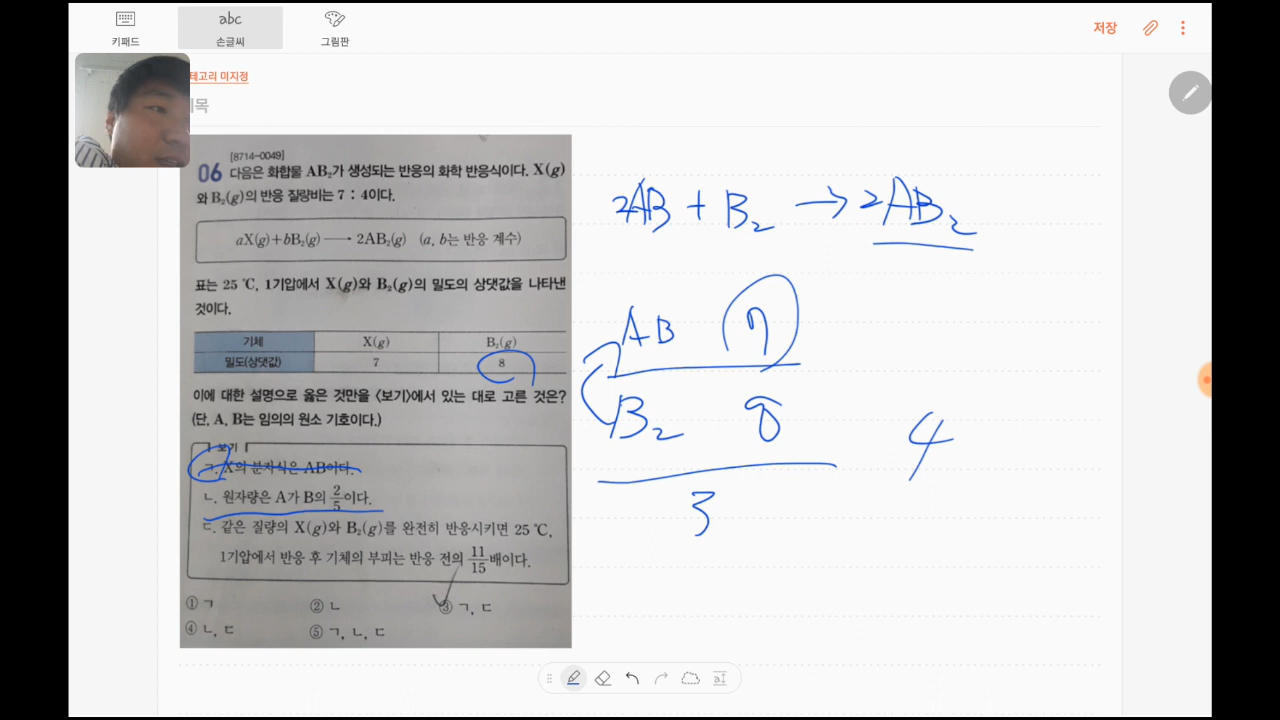 키패드
abc
손글씨
그림판
저장
테고리 미지정
목
[8714-0049]
06 다음은 화합물 AB₂가 생성되는 반응의 화학 반응식이다. X(g)
와 B₂(g)의 반응 질량비는 7 : 4이다.
aX(g)+bB₂(g) ─→ 2AB₂(g) (a, b는 반응 계수)
표는 25 ℃, 1기압에서 X(g)와 B₂(g)의 밀도의 상댓값을 나타낸
것이다.
기체 X(g) B₂(g)
밀도(상댓값) 7 8
이에 대한 설명으로 옳은 것만을 〈보기〉에서 있는 대로 고른 것은?
(단, A, B는 임의의 원소 기호이다.)
보기
ㄱ. X의 분자식은 AB이다.
ㄴ. 원자량은 A가 B의 2/5이다.
ㄷ. 같은 질량의 X(g)와 B₂(g)를 완전히 반응시키면 25 ℃,
1기압에서 반응 후 기체의 부피는 반응 전의 11/15배이다.
① ㄱ ② ㄴ ③ ㄱ, ㄷ
④ ㄴ, ㄷ ⑤ ㄱ, ㄴ, ㄷ
2AB + B₂ → 2AB₂
AB 7
B₂ 8
3
4